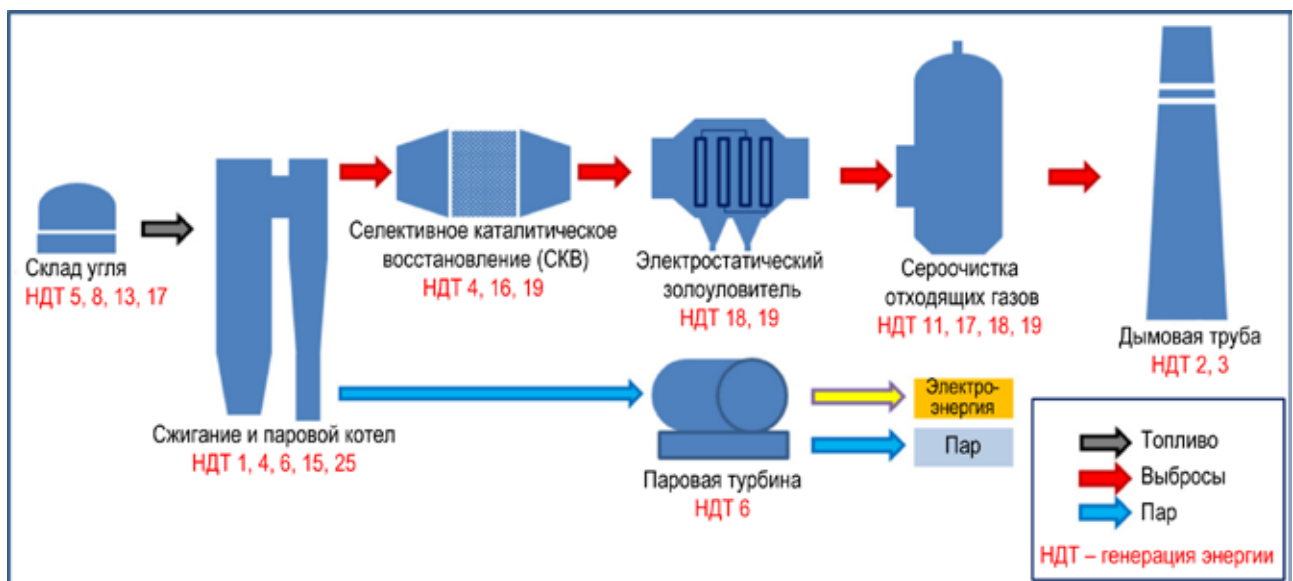 Склад угля
НДТ 5, 8, 13, 17
Сжигание и паровой котел
НДТ 1, 4, 6, 15, 25
Селективное каталитическое
восстановление (СКВ)
НДТ 4, 16, 19
Электростатический
золоуловитель
НДТ 18, 19
Сероочистка
отходящих газов
НДТ 11, 17, 18, 19
Дымовая труба
НДТ 2, 3
Паровая турбина
НДТ 6
Электро-
энергия
Пар
Топливо
Выбросы
Пар
НДТ – генерация энергии